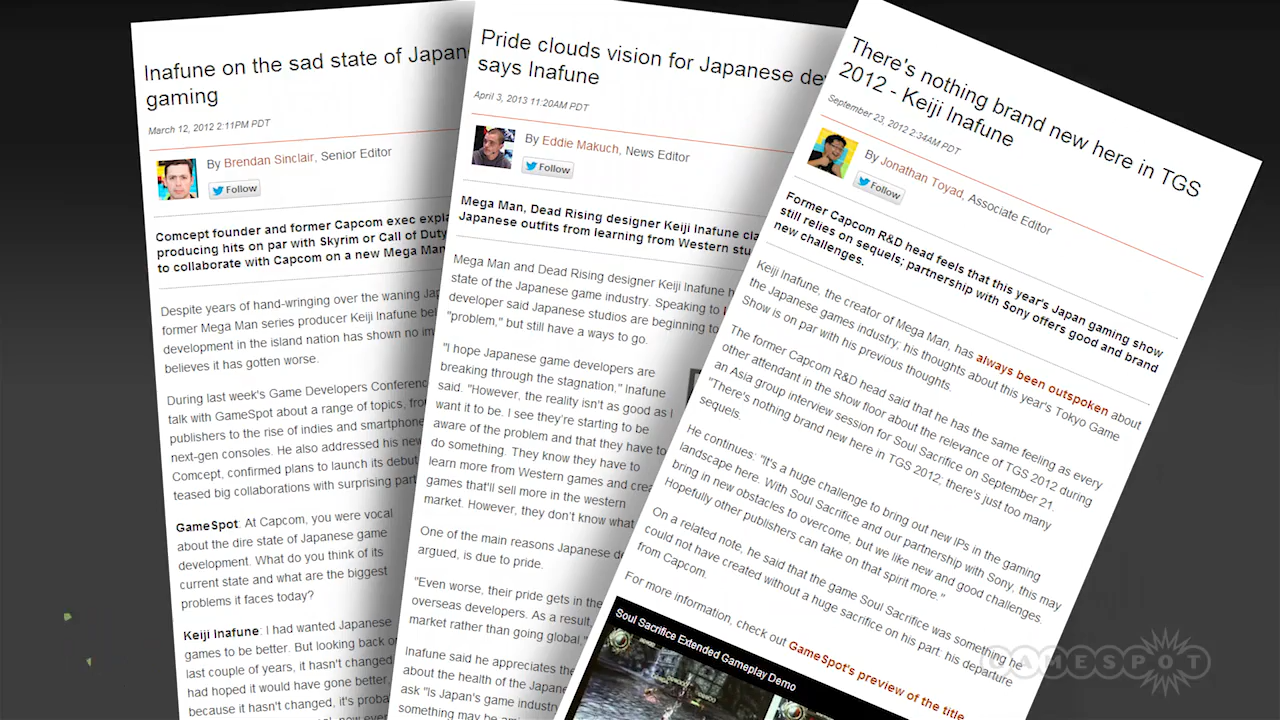 Inafune on the sad state of
gaming
March 12, 2012 2:11PM PDT
By Brendan Sinclair, Senior Editor
Follow
Comcept founder and former Capcom exec
producing hits on par with Skyrim or Call of Duty
to collaborate with Capcom on a new Mega Man
Despite years of hand-wringing over the waning
former Mega Man series producer Keiji Inafune
development in the island nation has shown no
believes it has gotten worse.
During last week's Game Developers Conference
talk with GameSpot about a range of topics,
publishers to the rise of indies and smartphone
next-gen consoles. He also addressed his new
Comcept, confirmed plans to launch its debut
teased big collaborations with surprising
GameSpot: At Capcom, you were vocal
about the dire state of Japanese game
development. What do you think of its
current state and what are the biggest
problems it faces today?
Keiji Inafune: I had wanted Japanese
games to be better. But looking back
last couple of years, it hasn't changed
had hoped it would have gone better,
because it hasn't changed, it's
Pride clouds vision for Japanese
says Inafune
April 3, 2013 11:20AM PDT
By Eddie Makuch, News Editor
Follow
Mega Man, Dead Rising designer Keiji Inafune
Japanese outfits from learning from Western
Mega Man and Dead Rising designer Keiji Inafune
state of the Japanese game industry. Speaking to
developer said Japanese studios are beginning to
"problem," but still have a ways to go.
"I hope Japanese game developers are
breaking through the stagnation," Inafune
said. "However, the reality isn't as good as I
want it to be. I see they're starting to be
aware of the problem and that they have to
do something. They know they have to
learn more from Western games and
games that'll sell more in the western
market. However, they don't know what
One of the main reasons Japanese
argued, is due to pride.
"Even worse, their pride gets in the
overseas developers. As a result,
market rather than going global,"
Inafune said he appreciates the
about the health of the
ask "Is Japan's game
something may be
There's nothing brand new here in TGS
2012 - Keiji Inafune
September 23, 2012 2:34AM PDT
By Jonathan Toyad, Associate Editor
Follow
Former Capcom R&D head feels that this year's Japan gaming show
still relies on sequels; partnership with Sony offers good and brand
new challenges.
Keiji Inafune, the creator of Mega Man, has always been outspoken about
the Japanese games industry; his thoughts about this year's Tokyo Game
Show is on par with his previous thoughts.
The former Capcom R&D head said that he has the same feeling as every
other attendant in the show floor about the relevance of TGS 2012 during
an Asia group interview session for Soul Sacrifice on September 21.
"There's nothing brand new here in TGS 2012; there's just too many
sequels.
He continues: "It's a huge challenge to bring out new IPs in the gaming
landscape here. With Soul Sacrifice and our partnership with Sony, this may
bring in new obstacles to overcome, but we like new and good challenges.
Hopefully other publishers can take on that spirit more."
On a related note, he said that the game Soul Sacrifice was something he
could not have created without a huge sacrifice on his part: his departure
from Capcom.
For more information, check out GameSpot's preview of the title
Soul Sacrifice Extended Gameplay Demo
GAMESPOT